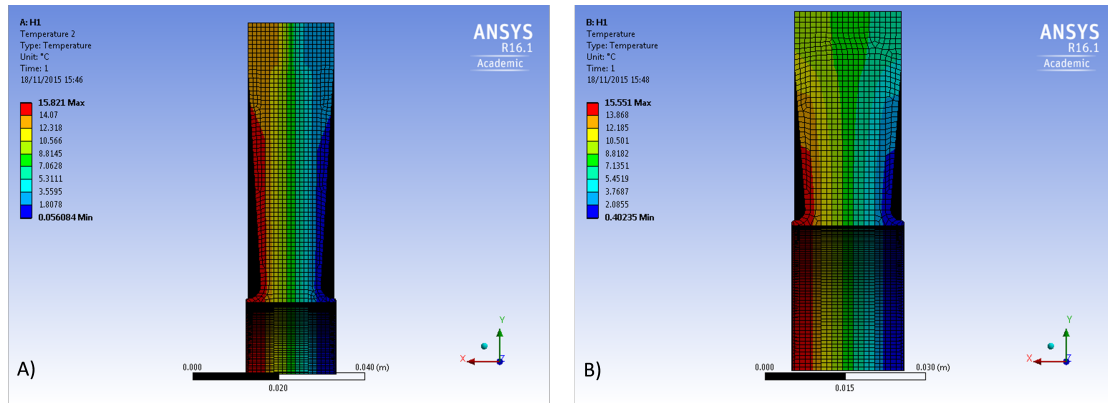 A: H1
Temperature 2
Type: Temperature
Unit: °C
Time: 1
18/11/2015 15:46
ANSYS
R16.1
Academic
15.821 Max
14.07
12.318
10.566
8.8145
7.0628
5.3111
3.5595
1.8078
0.056084 Min
Y
X
Z
0.000
0.040 (m)
0.020
A)
B: H1
Temperature
Type: Temperature
Unit: °C
Time: 1
18/11/2015 15:48
ANSYS
R16.1
Academic
15.551 Max
13.868
12.185
10.501
8.8182
7.1351
5.4519
3.7687
2.0855
0.40235 Min
Y
X
Z
0.000
0.030 (m)
0.015
B)